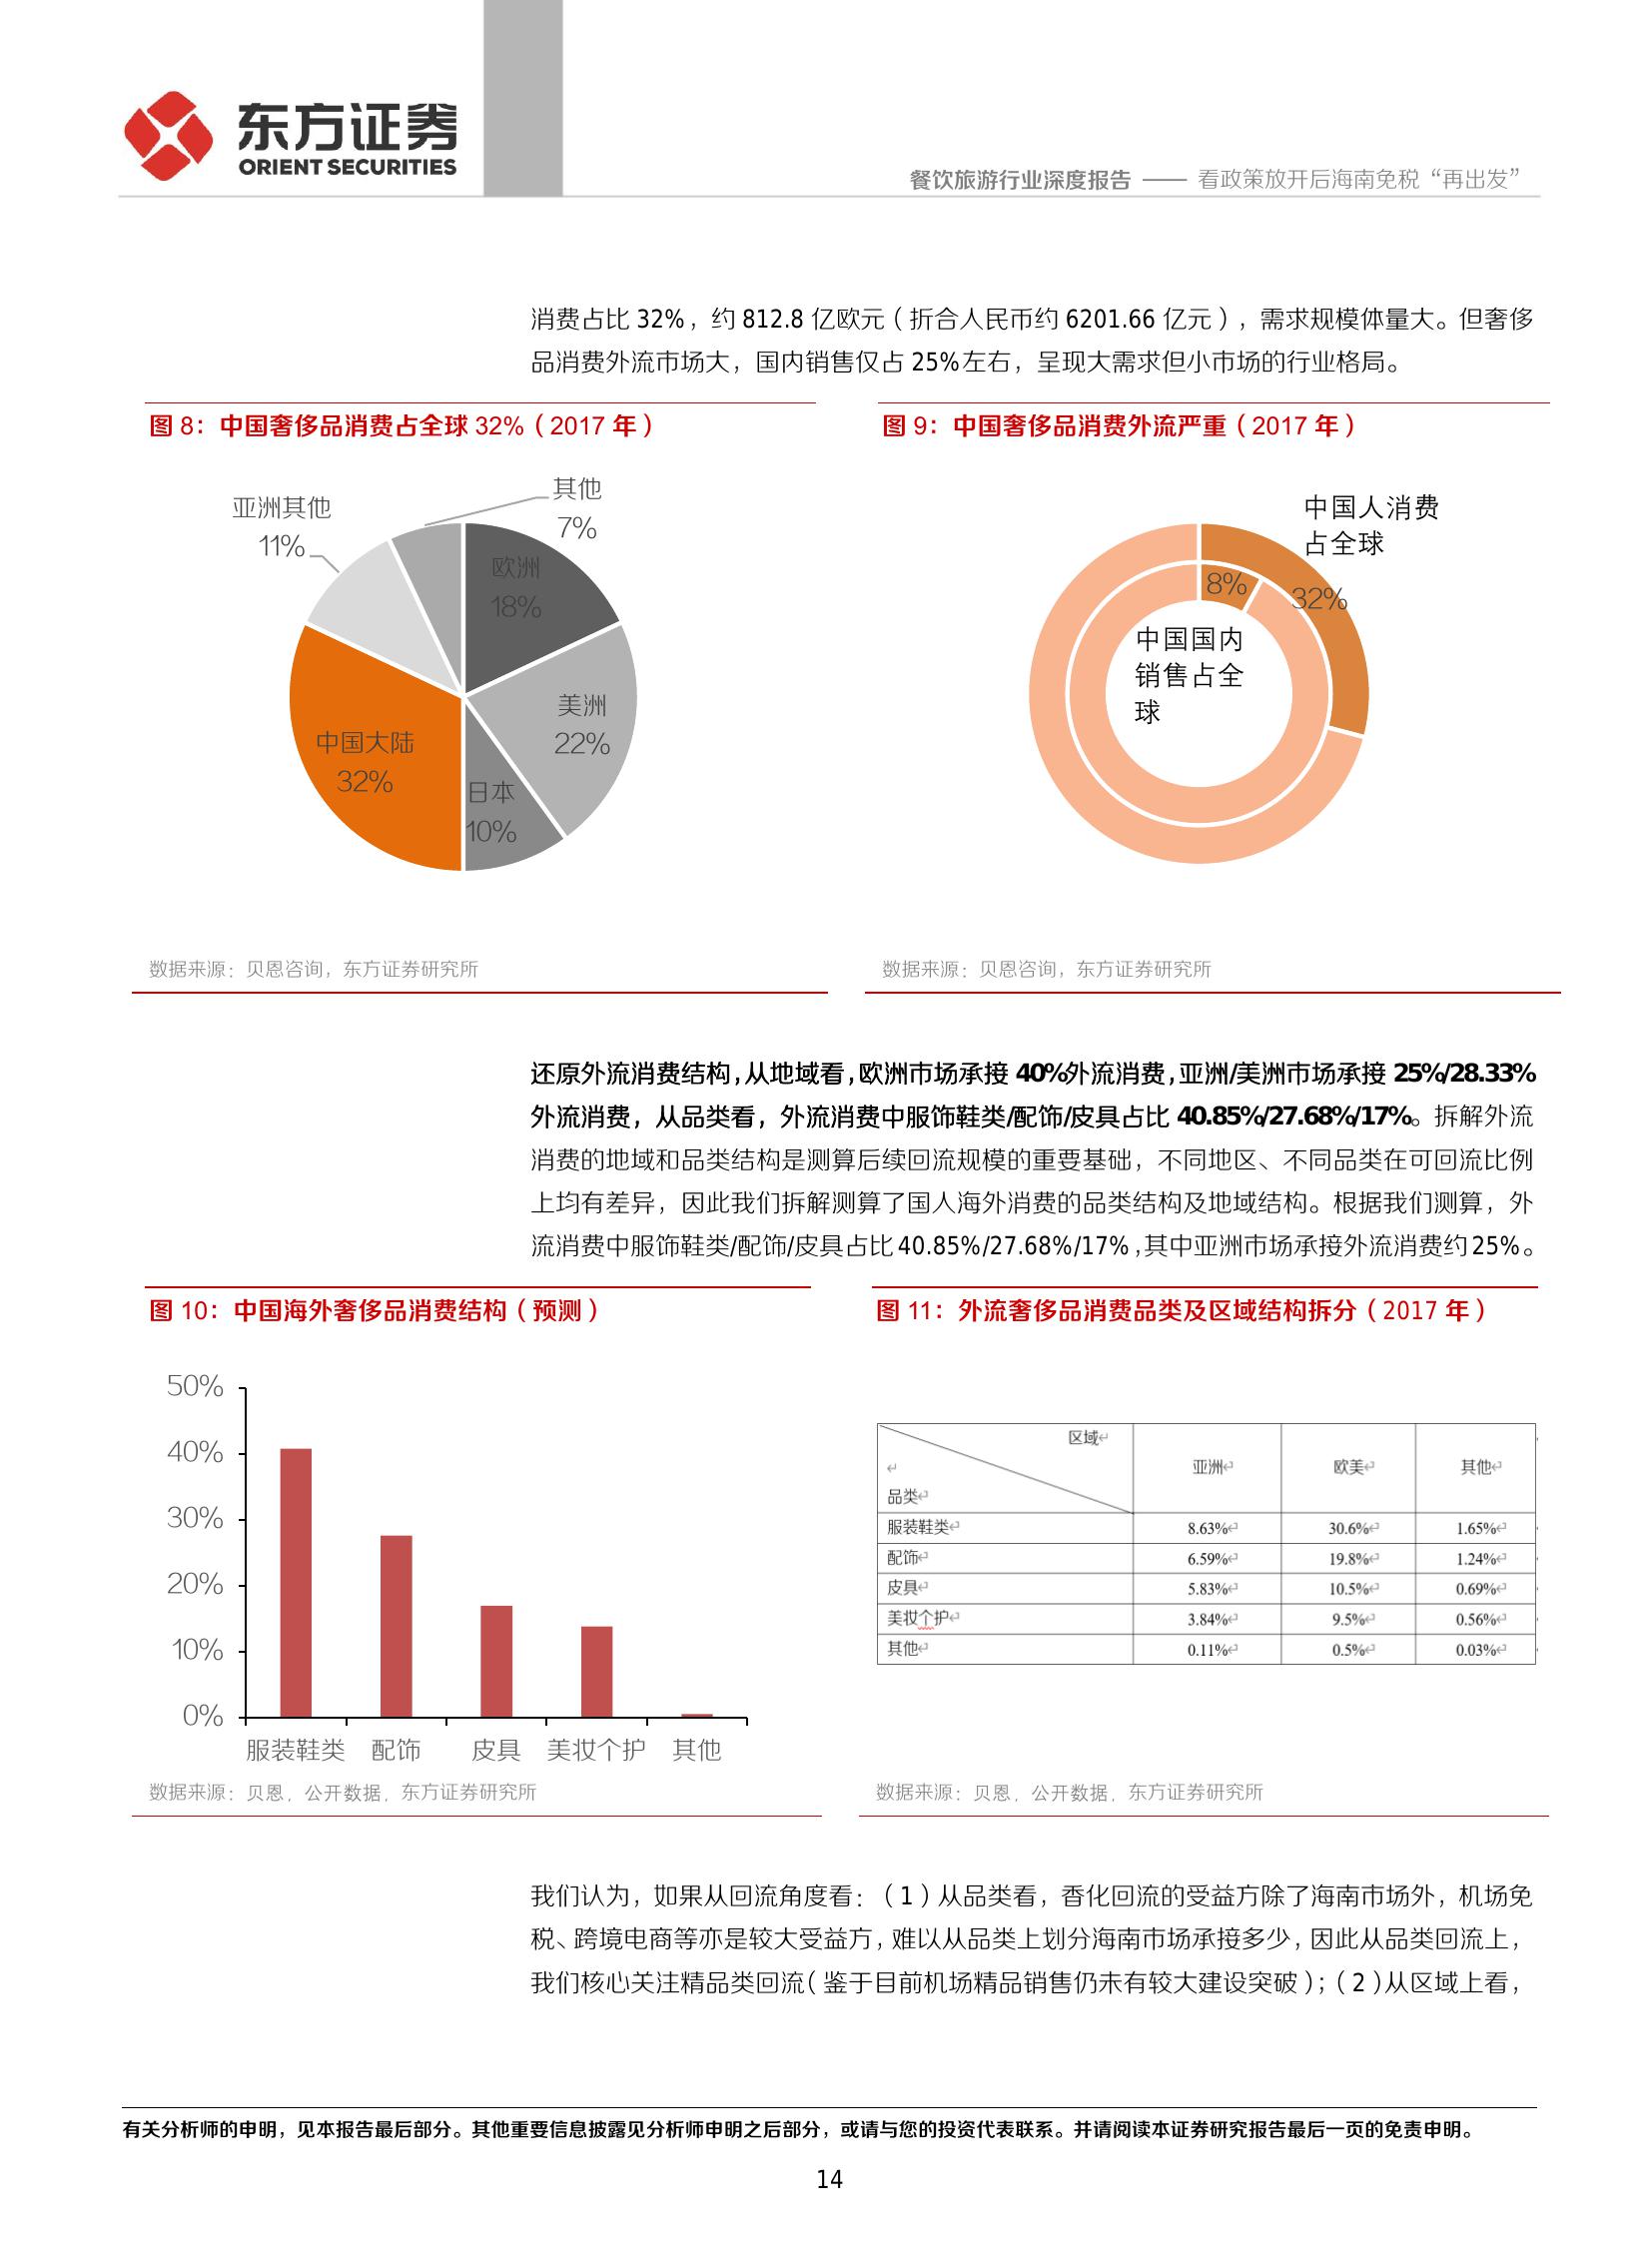 东方证券
ORIENT SECURITIES
餐饮旅游行业深度报告 —— 看政策放开后海南免税“再出发”
消费占比 32%，约 812.8 亿欧元（折合人民币约 6201.66 亿元），需求规模体量大。但奢侈
品消费外流市场大，国内销售仅占 25%左右，呈现大需求但小市场的行业格局。
图 8：中国奢侈品消费占全球 32%（2017 年）
其他
7%
亚洲其他
11%
欧洲
18%
美洲
22%
中国大陆
32%
日本
10%
数据来源：贝恩咨询，东方证券研究所
图 9：中国奢侈品消费外流严重（2017 年）
中国人消费
占全球
8%
32%
中国国内
销售占全
球
数据来源：贝恩咨询，东方证券研究所
还原外流消费结构，从地域看，欧洲市场承接 40%外流消费，亚洲/美洲市场承接 25%/28.33%
外流消费，从品类看，外流消费中服饰鞋类/配饰/皮具占比 40.85%/27.68%/17%。拆解外流
消费的地域和品类结构是测算后续回流规模的重要基础，不同地区、不同品类在可回流比例
上均有差异，因此我们拆解测算了国人海外消费的品类结构及地域结构。根据我们测算，外
流消费中服饰鞋类/配饰/皮具占比 40.85%/27.68%/17%，其中亚洲市场承接外流消费约 25%。
图 10：中国海外奢侈品消费结构（预测）
50%
40%
30%
20%
10%
0%
服装鞋类 配饰 皮具 美妆个护 其他
数据来源：贝恩，公开数据，东方证券研究所
图 11：外流奢侈品消费品类及区域结构拆分（2017 年）
区域
品类
亚洲 欧美 其他
服装鞋类 8.63% 30.6% 1.65%
配饰 6.59% 19.8% 1.24%
皮具 5.83% 10.5% 0.69%
美妆个护 3.84% 9.5% 0.56%
其他 0.11% 0.5% 0.03%
数据来源：贝恩，公开数据，东方证券研究所
我们认为，如果从回流角度看：（1）从品类看，香化回流的受益方除了海南市场外，机场免
税、跨境电商等亦是较大受益方，难以从品类上划分海南市场承接多少，因此从品类回流上，
我们核心关注精品类回流（鉴于目前机场精品销售仍未有较大建设突破）；（2）从区域上看，
有关分析师的申明，见本报告最后部分。其他重要信息披露见分析师申明之后部分，或请与您的投资代表联系。并请阅读本证券研究报告最后一页的免责申明。
14